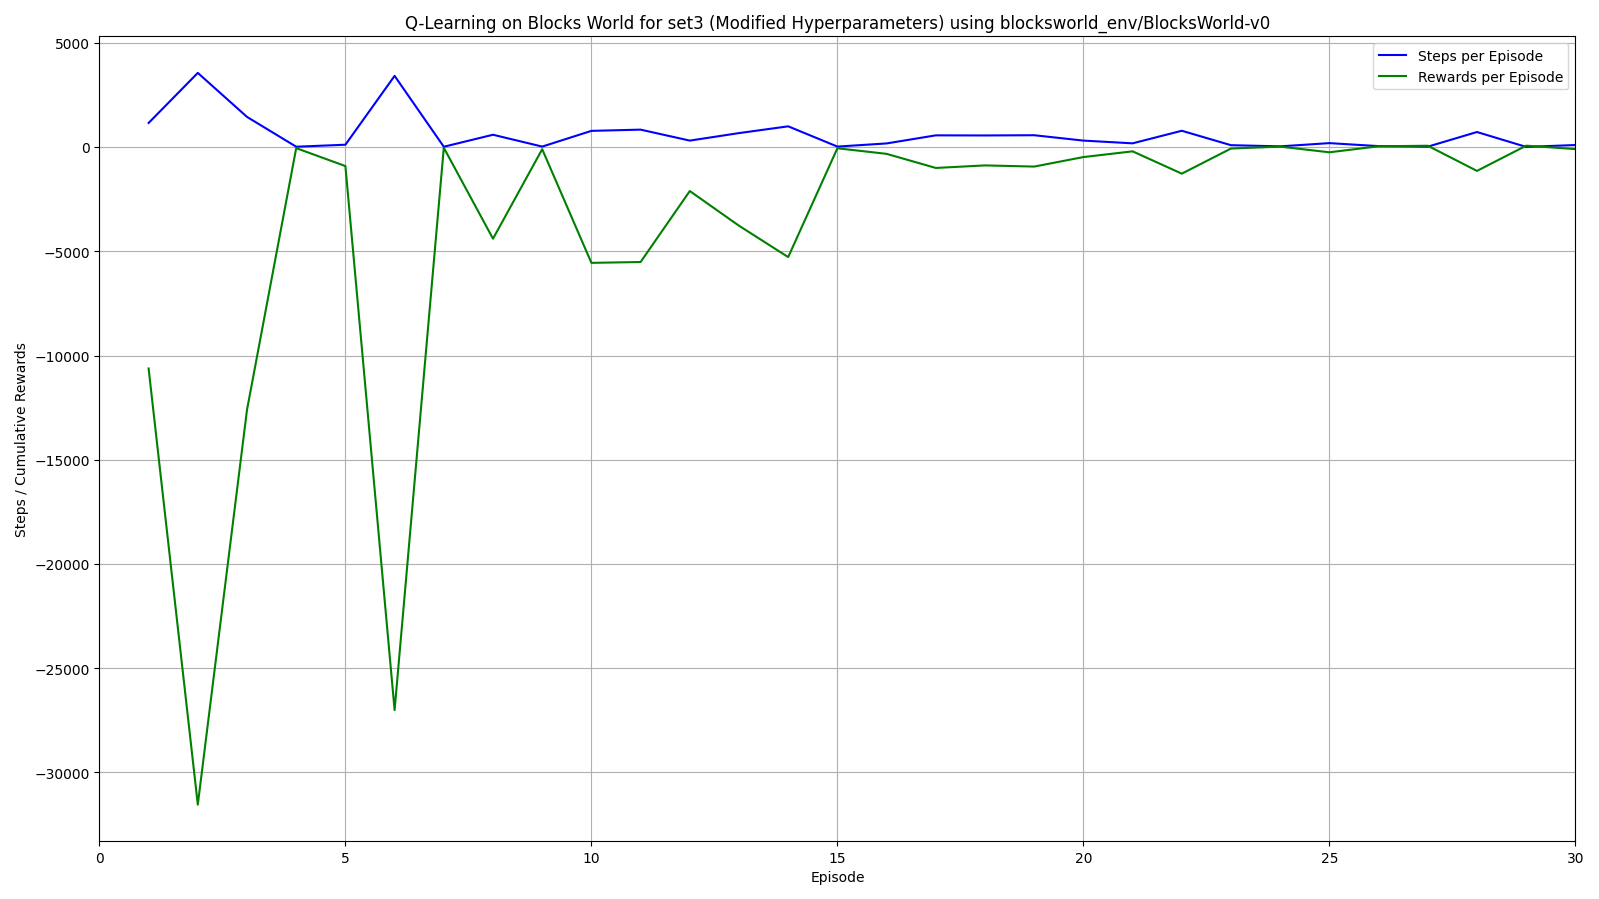 Q-Learning on Blocks World for set3 (Modified Hyperparameters) using blocksworld_env/BlocksWorld-v0
Steps per Episode
Rewards per Episode
Steps / Cumulative Rewards
5000
0
−5000
−10000
−15000
−20000
−25000
−30000
0 5 10 15 20 25 30
Episode